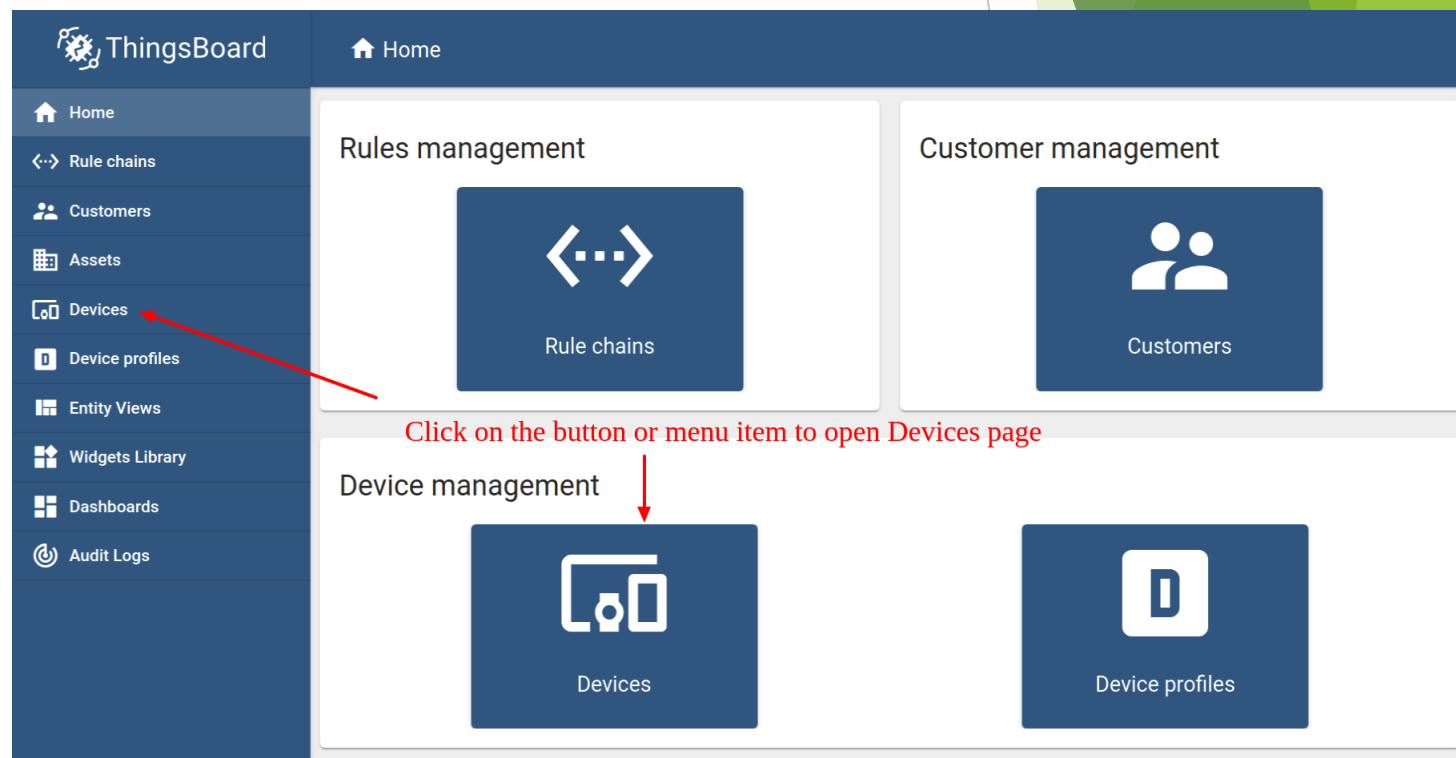 ThingsBoard
Home
Home
Rule chains
Customers
Assets
Devices
Device profiles
Entity Views
Widgets Library
Dashboards
Audit Logs
Rules management
Rule chains
Customer management
Customers
Click on the button or menu item to open Devices page
Device management
Devices
D
Device profiles